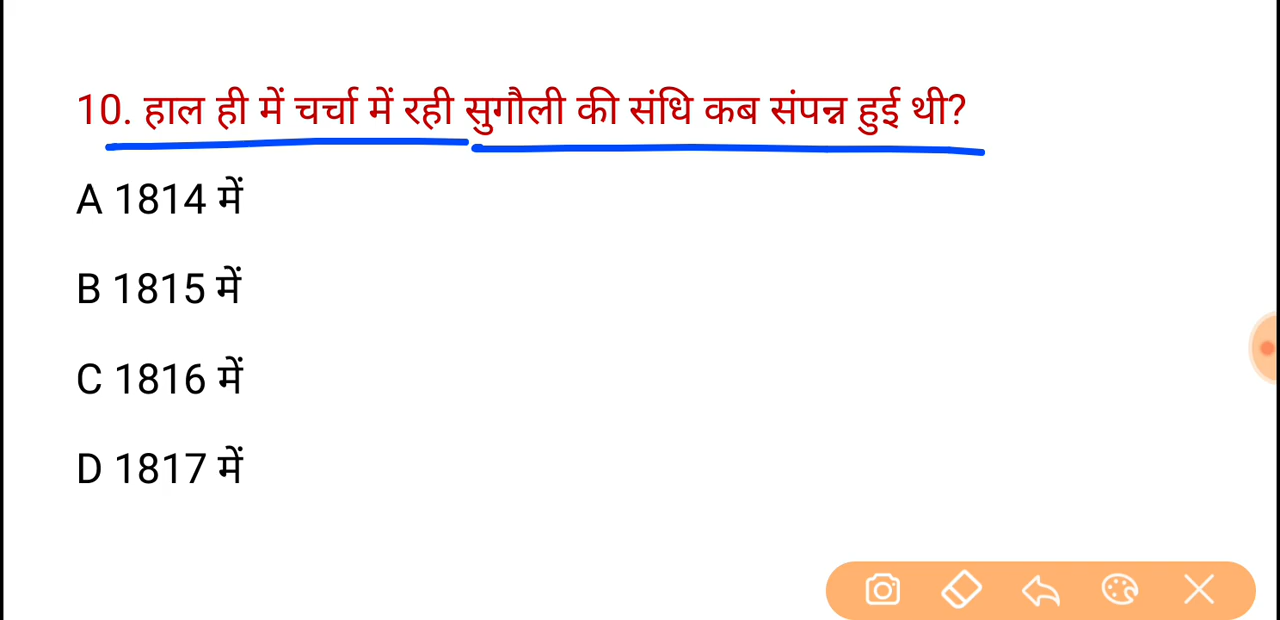 10. हाल ही में चर्चा में रही सुगौली की संधि कब संपन्न हुई थी?
A 1814 में
B 1815 में
C 1816 में
D 1817 में